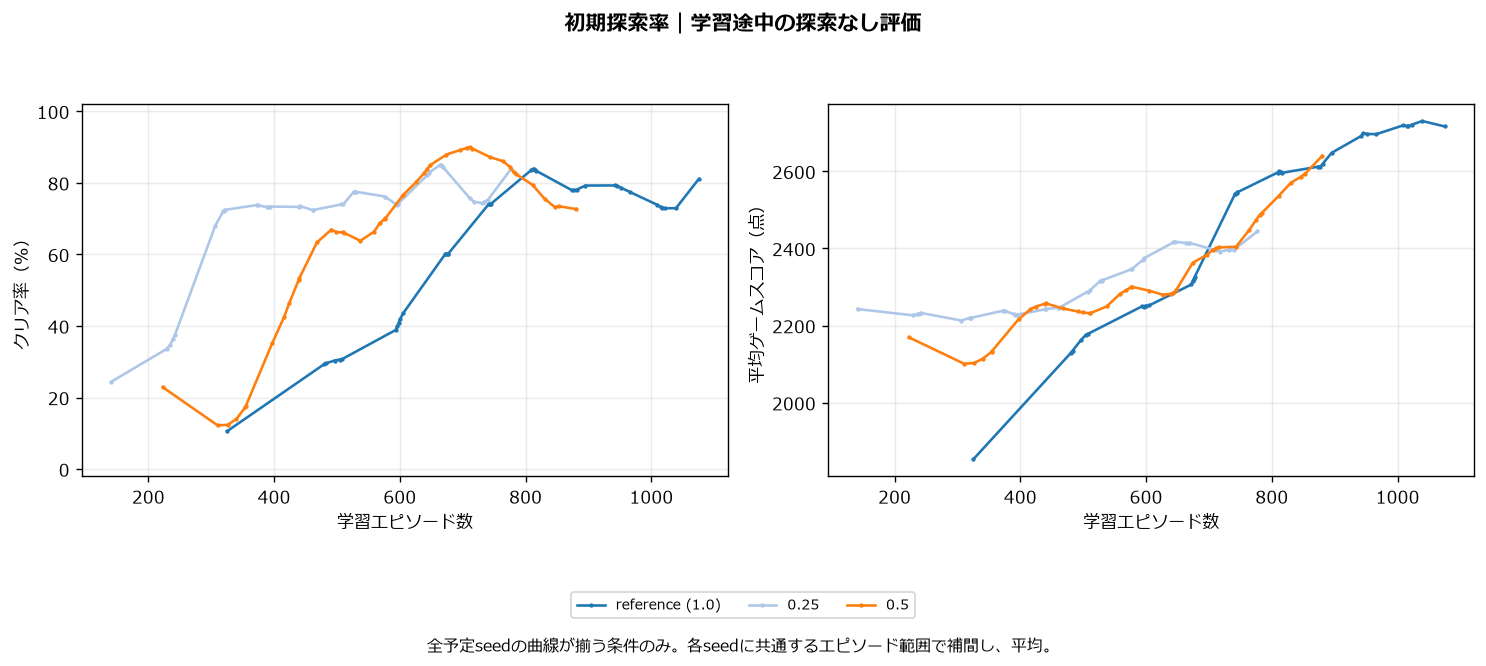 初期探索率｜学習途中の探索なし評価
クリア率（%）
100
80
60
40
20
0
200 400 600 800 1000
学習エピソード数
平均ゲームスコア（点）
2600
2400
2200
2000
200 400 600 800 1000
学習エピソード数
reference (1.0) 0.25 0.5
全予定seedの曲線が揃う条件のみ。各seedに共通するエピソード範囲で補間し、平均。